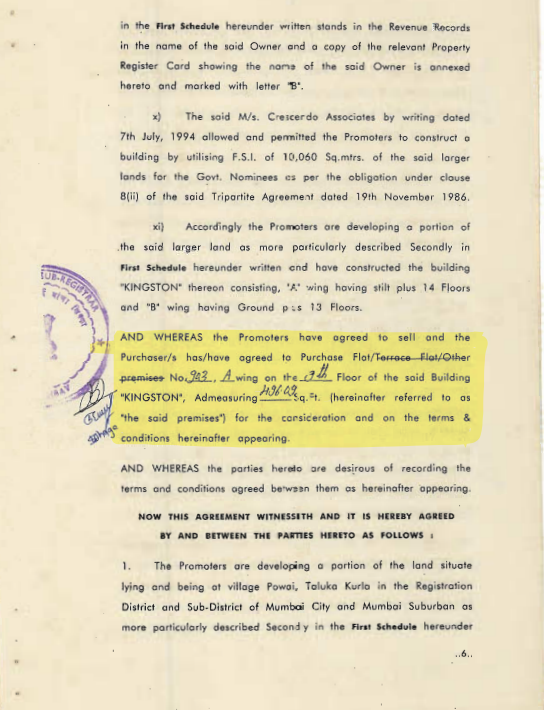 in the First Schedule hereunder written stands in the Revenue Records
in the name of the said Owner and a copy of the relevant Property
Register Card showing the name of the said Owner is annexed
hereto and marked with letter "B".
x) The said M/s. Crescerdo Associates by writing dated
7th July, 1994 allowed and permitted the Promoters to construct a
building by utilising F.S.I. of 10,060 Sq.mtrs. of the said larger
lands for the Govt. Nominees as per the obligation under clause
8(ii) of the said Tripartite Agreement dated 19th November 1986.
xi) Accordingly the Promoters are developing a portion of
the said larger land as more particularly described Secondly in
First Schedule hereunder written and have constructed the building
"KINGSTON" thereon consisting, 'A' wing having stilt plus 14 Floors
and "B" wing having Ground plus 13 Floors.
SUB-REGISTRAR
AND WHEREAS the Promoters have agreed to sell and the
Purchaser/s has/have agreed to Purchase Flat/Terrace Flat/Other
premises No. 903, A wing on the 9th Floor of the said Building
"KINGSTON", Admeasuring 496.09 Sq.Ft. (hereinafter referred to as
"the said premises") for the consideration and on the terms &
conditions hereinafter appearing.
AND WHEREAS the parties hereto are desirous of recording the
terms and conditions agreed between them as hereinafter appearing.
NOW THIS AGREEMENT WITNESSETH AND IT IS HEREBY AGREED
BY AND BETWEEN THE PARTIES HERETO AS FOLLOWS :
1. The Promoters are developing a portion of the land situate
lying and being at village Powai, Taluka Kurla in the Registration
District and Sub-District of Mumbai City and Mumbai Suburban as
more particularly described Secondly in the First Schedule hereunder
..6..